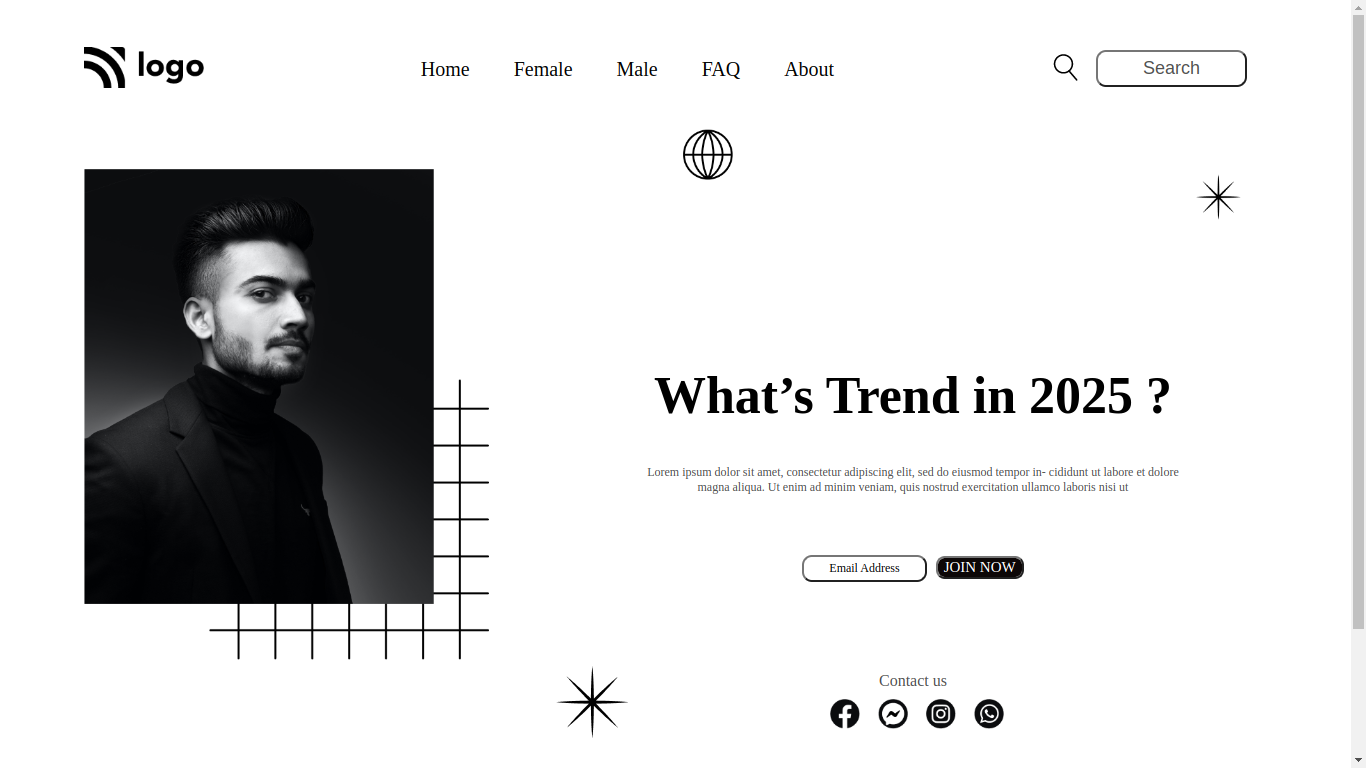 logo
Home Female Male FAQ About
Search
What’s Trend in 2025 ?
Lorem ipsum dolor sit amet, consectetur adipiscing elit, sed do eiusmod tempor in- cididunt ut labore et dolore
magna aliqua. Ut enim ad minim veniam, quis nostrud exercitation ullamco laboris nisi ut
Email Address JOIN NOW
Contact us